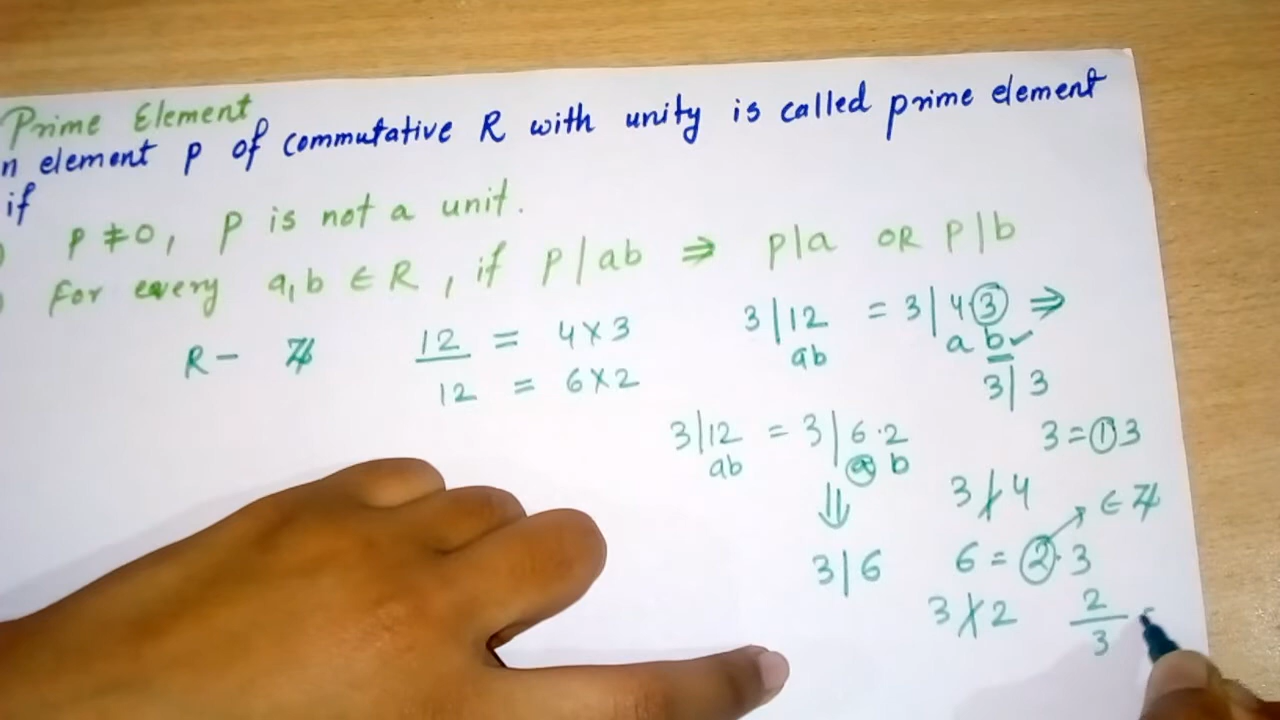 Prime Element
n element p of commutative R with unity is called prime element
if
) p ≠ 0, p is not a unit.
) For every a,b ∈ R, if p|ab ⇒ p|a OR p|b
R - ℤ
12 = 4×3
12 = 6×2
3|12 = 3|4·3 ⇒
ab a b ✓
3|3
3|12 = 3|6·2
ab a b
3 = 1 3
⇓
3∤4
∈ ℤ
3|6
6 = 2·3
3∤2
2/3